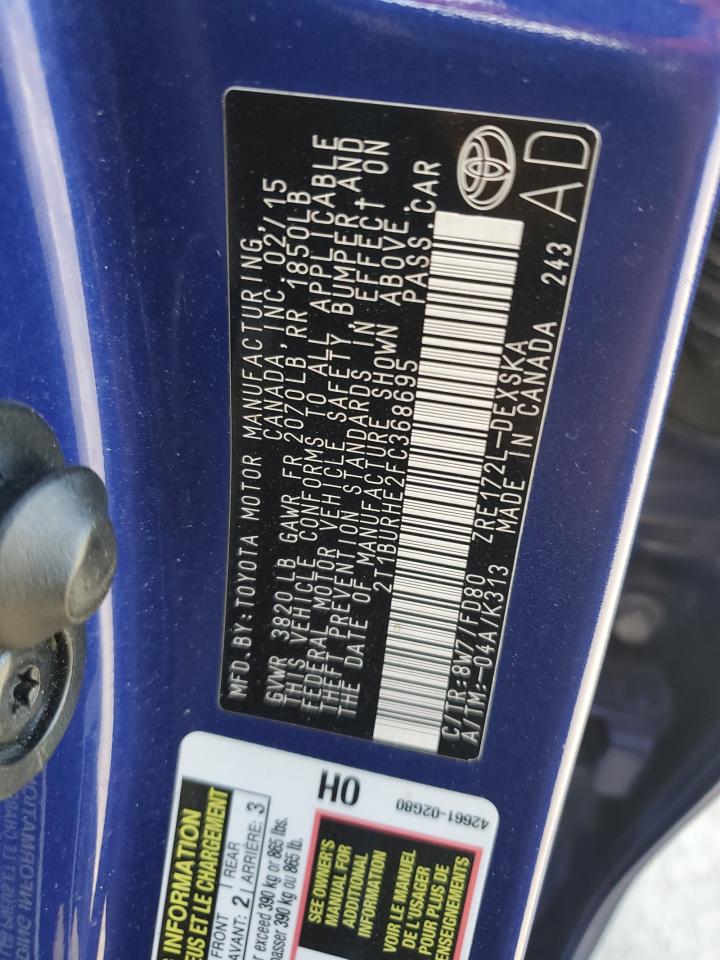 MFD. BY: TOYOTA MOTOR MANUFACTURING,
CANADA, INC. 02/15
GVWR 3820 LB GAWR FR 2070LB, RR 1850LB
THIS VEHICLE CONFORMS TO ALL APPLICABLE
FEDERAL MOTOR VEHICLE SAFETY, BUMPER, AND
THEFT PREVENTION STANDARDS IN EFFECT ON
THE DATE OF MANUFACTURE SHOWN ABOVE.
2T1BURHE2FC368695 PASS. CAR
C/TR: 8W7/FD80 ZRE172L-DEXSKA
A/TM: -04A/K313 MADE IN CANADA 243
AD
INFORMATION
ET LE CHARGEMENT
FRONT
AVANT: 2
REAR
ARRIÈRE: 3
exceed 390 kg or 865 lbs.
390 kg ou 865 lb.
OH
SEE OWNER'S
MANUAL FOR
ADDITIONAL
INFORMATION
VOIR LE MANUEL
DE L'USAGER
POUR PLUS DE
RENSEIGNEMENTS
42661-02G80